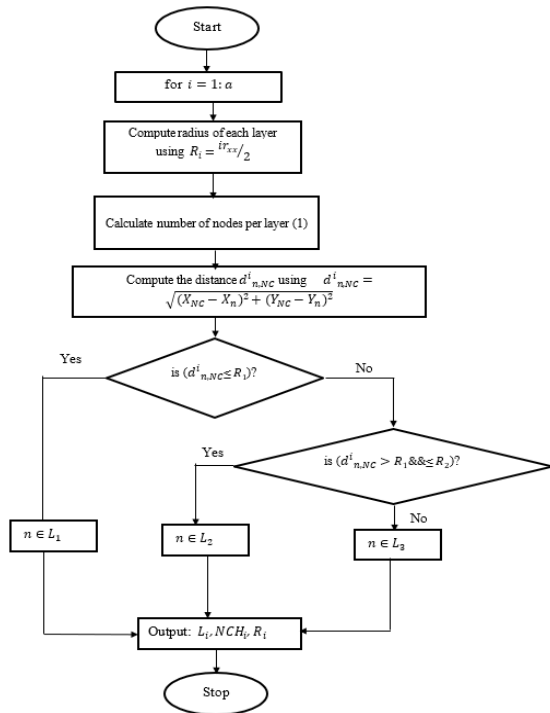 Start
for i = 1: a
Compute radius of each layer
using R_i = ir_xx/2
Calculate number of nodes per layer (1)
Compute the distance d^i_n,NC using d^i_n,NC =
√(X_NC − X_n)^2 + (Y_NC − Y_n)^2
Yes
is (d^i_n,NC ≤ R_1)?
No
Yes
is (d^i_n,NC > R_1&&≤ R_2)?
No
n ∈ L_1
n ∈ L_2
n ∈ L_3
Output: L_i, NCH_i, R_i
Stop